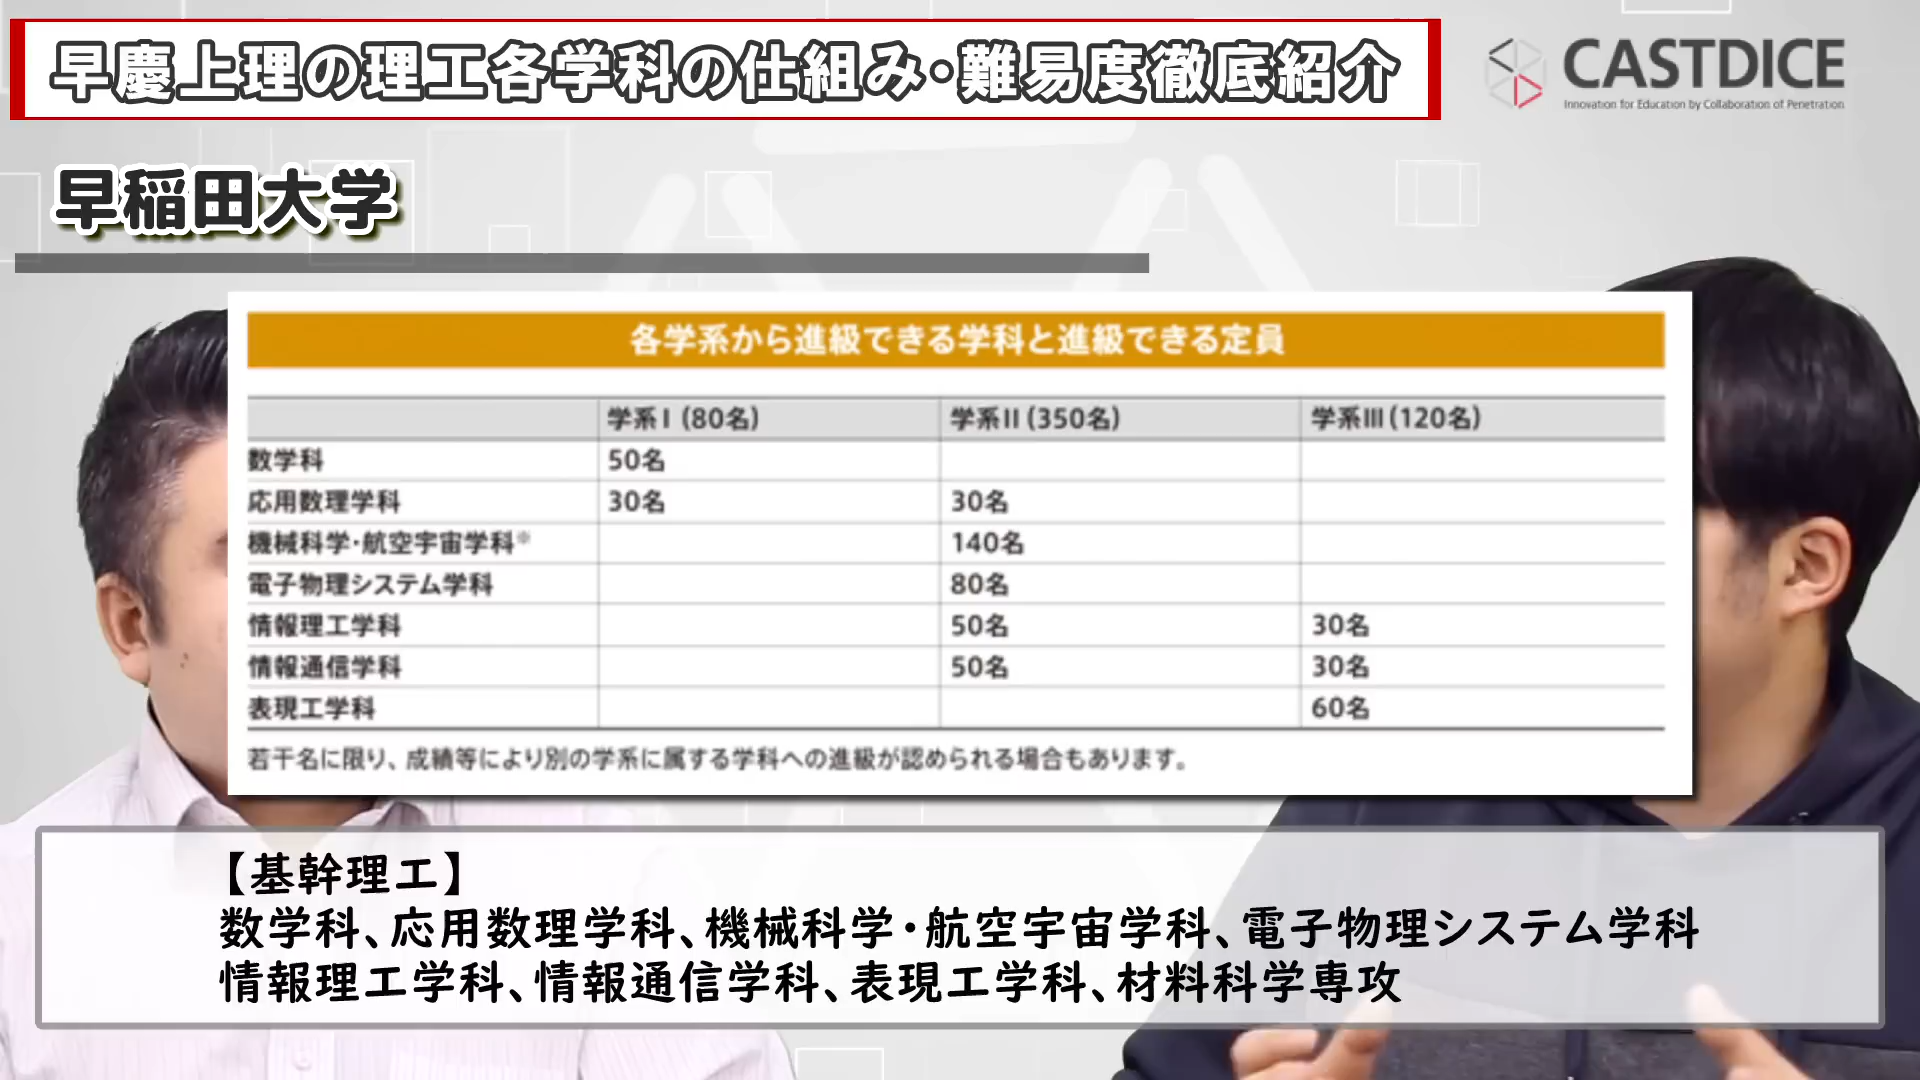 早慶上理の理工各学科の仕組み・難易度徹底紹介
CASTDICE
Innovation for Education by Collaboration of Penetration
早稲田大学
各学系から進級できる学科と進級できる定員
学系Ⅰ(80名) 学系Ⅱ(350名) 学系Ⅲ(120名)
数学科 50名
応用数理学科 30名 30名
機械科学・航空宇宙学科※ 140名
電子物理システム学科 80名
情報理工学科 50名 30名
情報通信学科 50名 30名
表現工学科 60名
若干名に限り、成績等により別の学系に属する学科への進級が認められる場合もあります。
【基幹理工】
数学科、応用数理学科、機械科学・航空宇宙学科、電子物理システム学科
情報理工学科、情報通信学科、表現工学科、材料科学専攻